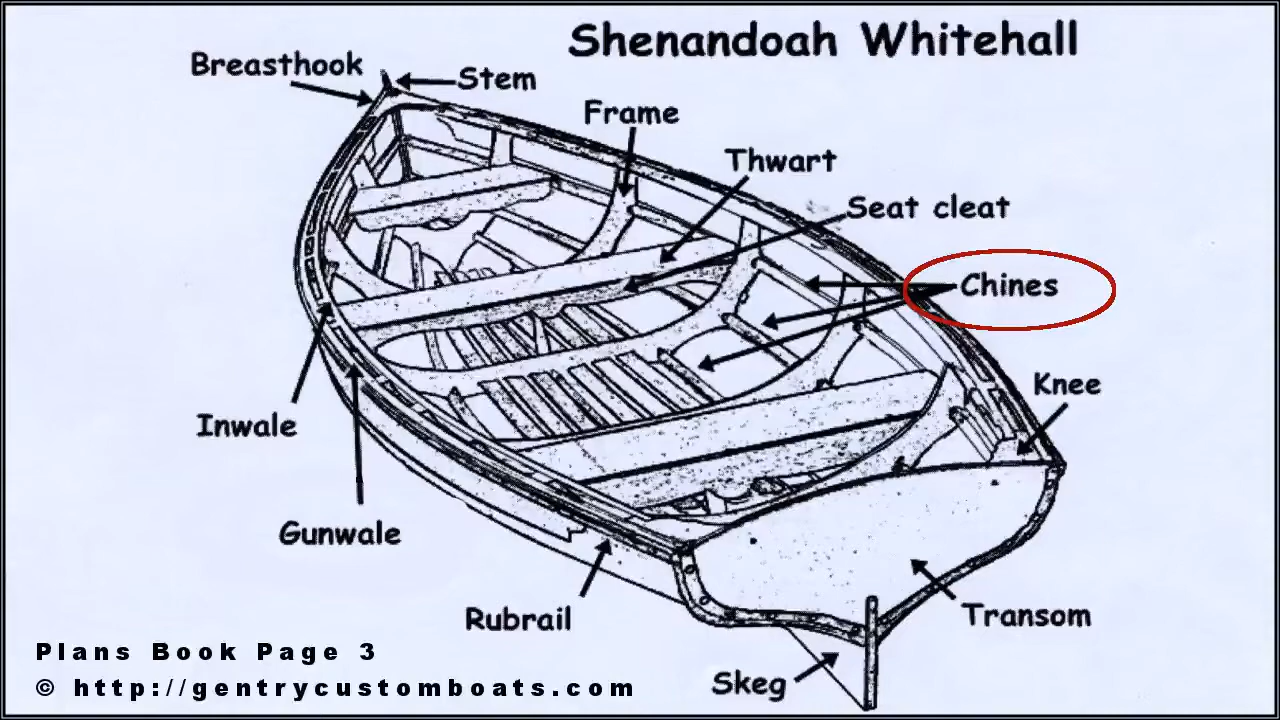 Shenandoah Whitehall
Breasthook
Stem
Frame
Thwart
Seat cleat
Chines
Knee
Inwale
Gunwale
Rubrail
Transom
Skeg
Plans Book Page 3
© http://gentrycustomboats.com